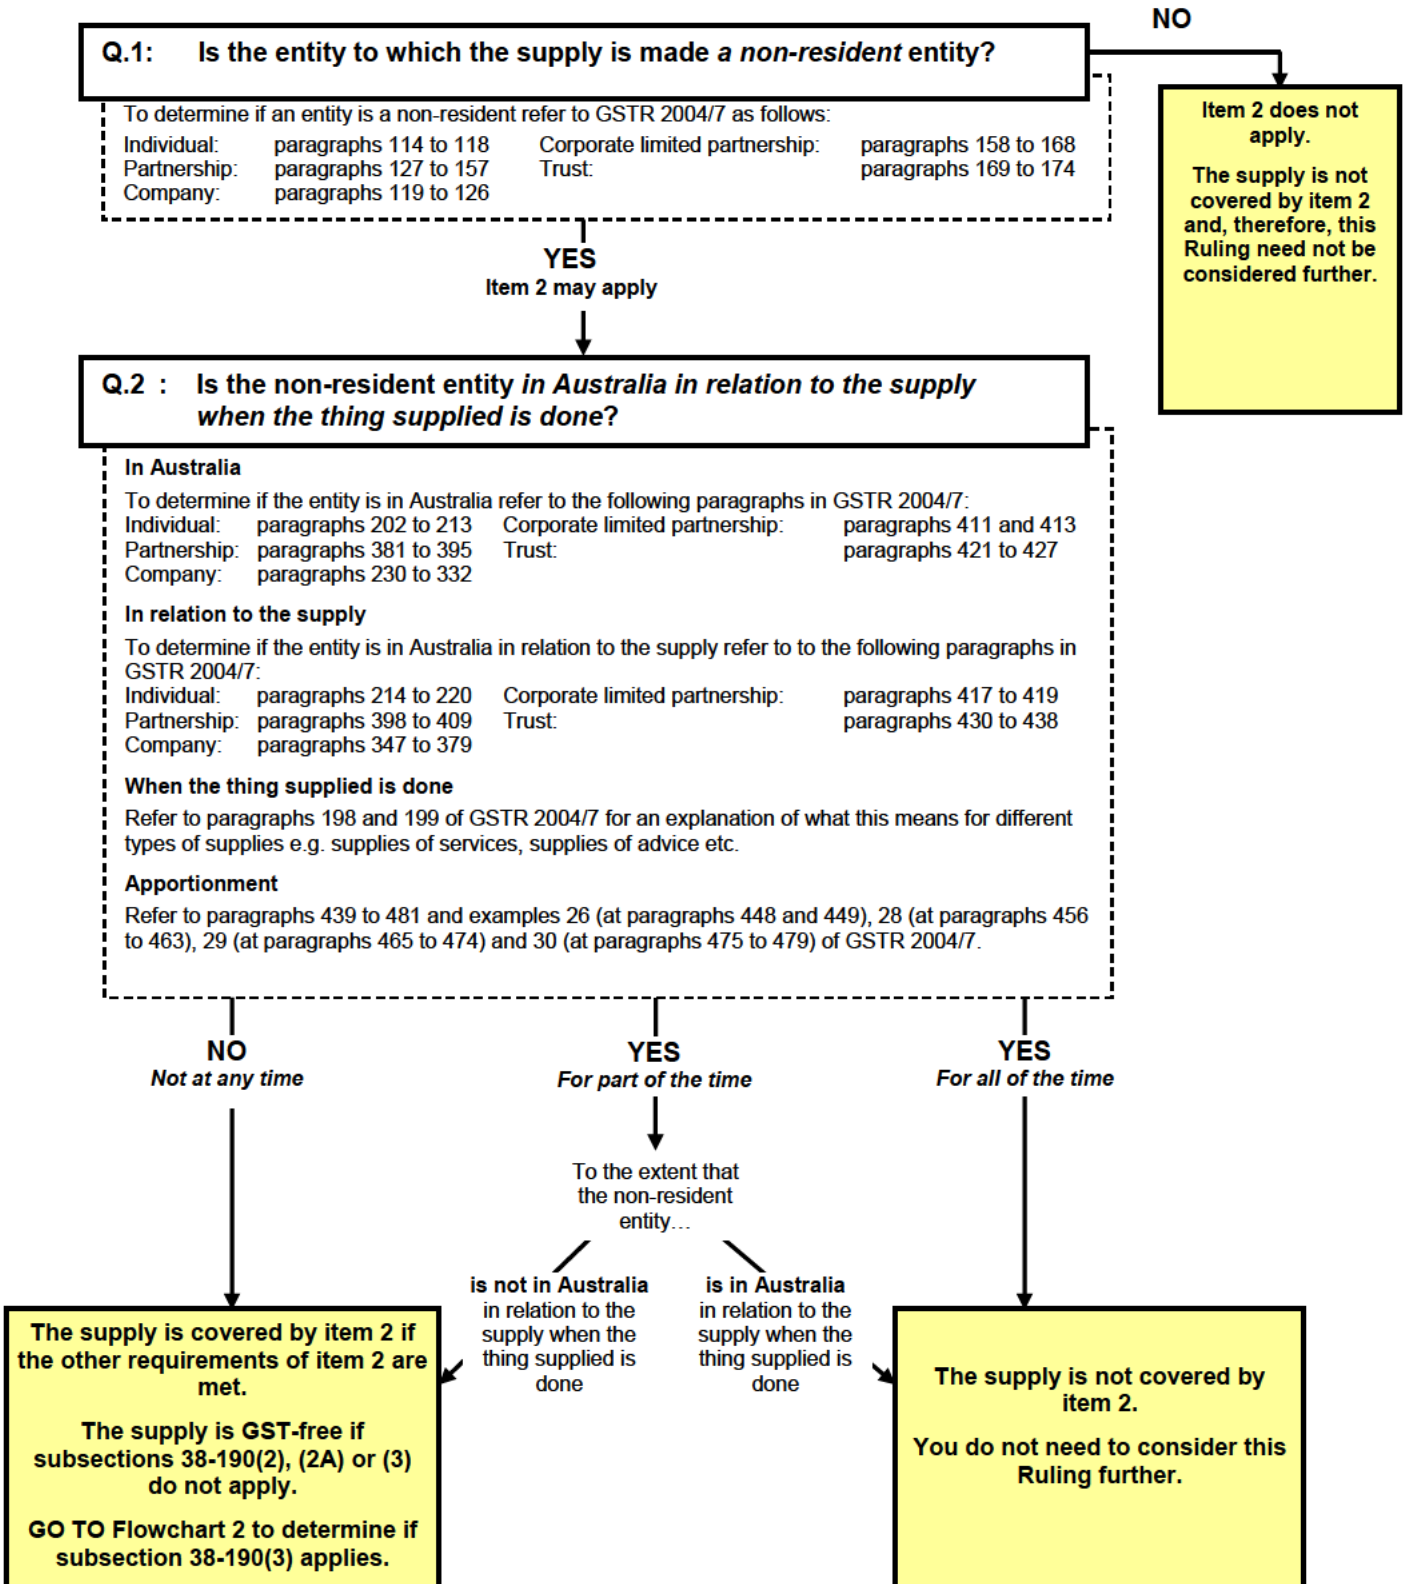 NO
Q.1: Is the entity to which the supply is made a non-resident entity?
To determine if an entity is a non-resident refer to GSTR 2004/7 as follows:
Individual: paragraphs 114 to 118 Corporate limited partnership: paragraphs 158 to 168
Partnership: paragraphs 127 to 157 Trust: paragraphs 169 to 174
Company: paragraphs 119 to 126
Item 2 does not
apply.
The supply is not
covered by item 2
and, therefore, this
Ruling need not be
considered further.
YES
Item 2 may apply
Q.2 : Is the non-resident entity in Australia in relation to the supply
when the thing supplied is done?
In Australia
To determine if the entity is in Australia refer to the following paragraphs in GSTR 2004/7:
Individual: paragraphs 202 to 213 Corporate limited partnership: paragraphs 411 and 413
Partnership: paragraphs 381 to 395 Trust: paragraphs 421 to 427
Company: paragraphs 230 to 332
In relation to the supply
To determine if the entity is in Australia in relation to the supply refer to to the following paragraphs in
GSTR 2004/7:
Individual: paragraphs 214 to 220 Corporate limited partnership: paragraphs 417 to 419
Partnership: paragraphs 398 to 409 Trust: paragraphs 430 to 438
Company: paragraphs 347 to 379
When the thing supplied is done
Refer to paragraphs 198 and 199 of GSTR 2004/7 for an explanation of what this means for different
types of supplies e.g. supplies of services, supplies of advice etc.
Apportionment
Refer to paragraphs 439 to 481 and examples 26 (at paragraphs 448 and 449), 28 (at paragraphs 456
to 463), 29 (at paragraphs 465 to 474) and 30 (at paragraphs 475 to 479) of GSTR 2004/7.
NO
Not at any time
YES
For part of the time
YES
For all of the time
To the extent that
the non-resident
entity…
is not in Australia
in relation to the
supply when the
thing supplied is
done
is in Australia
in relation to the
supply when the
thing supplied is
done
The supply is covered by item 2 if
the other requirements of item 2 are
met.
The supply is GST-free if
subsections 38-190(2), (2A) or (3)
do not apply.
GO TO Flowchart 2 to determine if
subsection 38-190(3) applies.
The supply is not covered by
item 2.
You do not need to consider this
Ruling further.